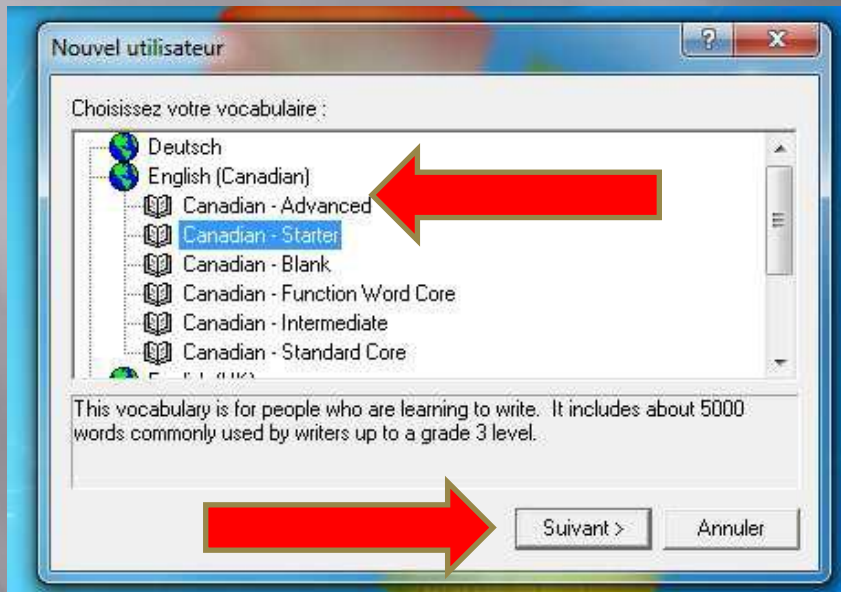 Nouvel utilisateur
Choisissez votre vocabulaire :
Deutsch
English (Canadian)
Canadian - Advanced
Canadian - Starter
Canadian - Blank
Canadian - Function Word Core
Canadian - Intermediate
Canadian - Standard Core
This vocabulary is for people who are learning to write. It includes about 5000
words commonly used by writers up to a grade 3 level.
Suivant > Annuler